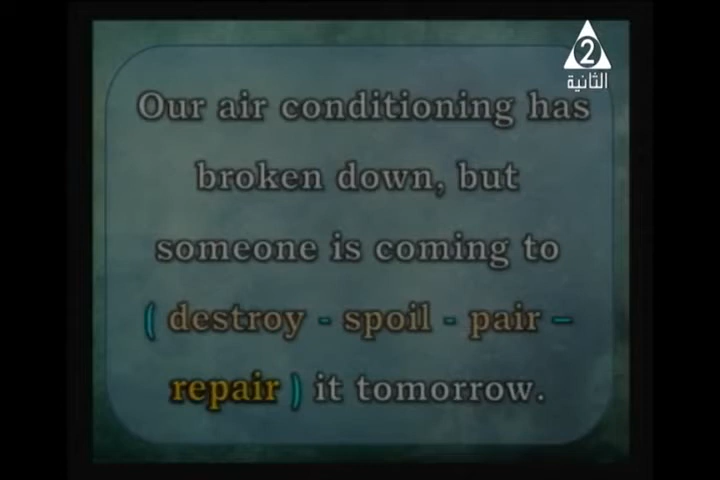 2
الثانية
Our air conditioning has
broken down, but
someone is coming to
( destroy - spoil - pair –
repair ) it tomorrow.